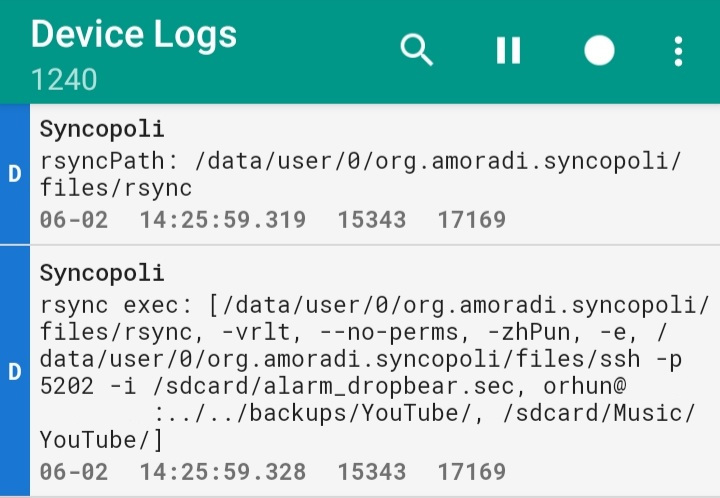 Device Logs
1240
Syncopoli
D
rsyncPath: /data/user/0/org.amoradi.syncopoli/
files/rsync
06-02 14:25:59.319 15343 17169
Syncopoli
rsync exec: [/data/user/0/org.amoradi.syncopoli/
files/rsync, -vrlt, --no-perms, -zhPun, -e, /
D
data/user/0/org.amoradi.syncopoli/files/ssh -p
5202 -i /sdcard/alarm_dropbear.sec, orhun@
:../../backups/YouTube/, /sdcard/Music/
YouTube/]
06-02 14:25:59.328 15343 17169